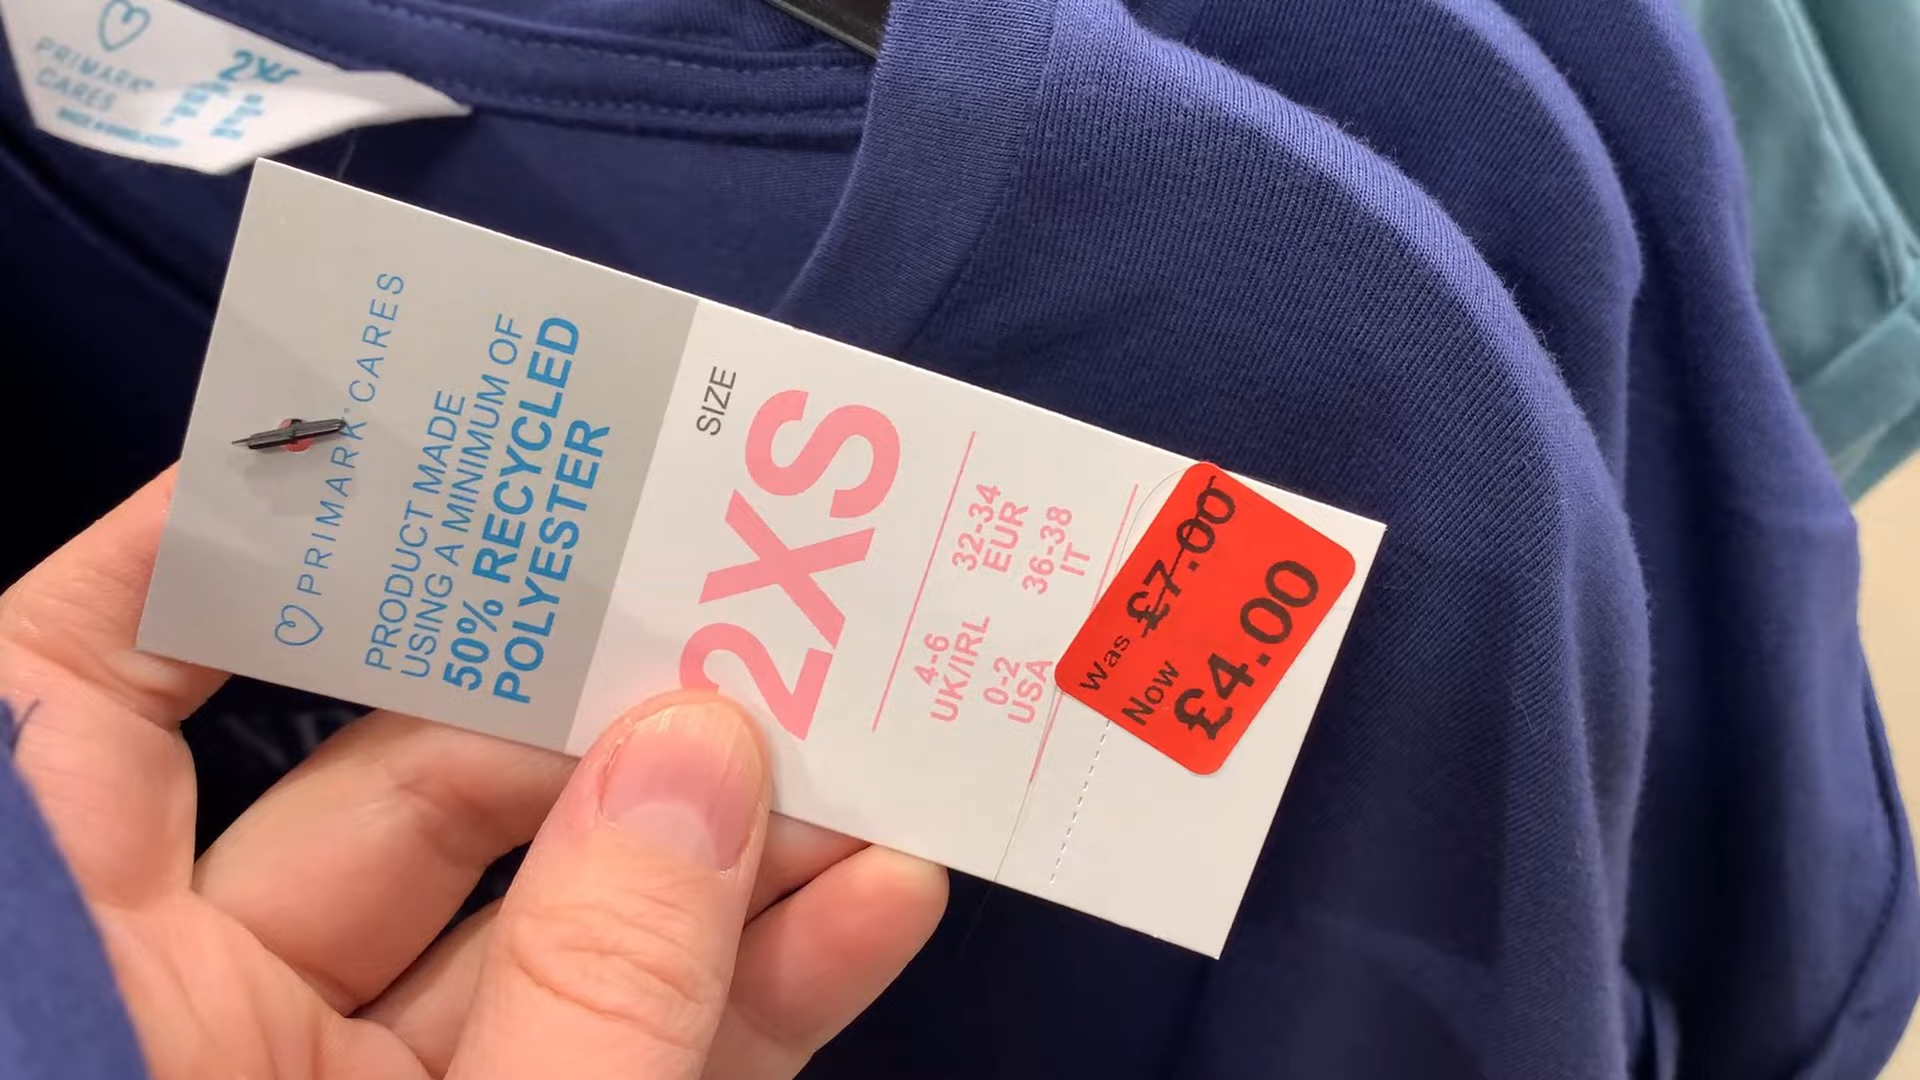 PRIMARK®
CARES
2XS
PRIMARK® CARES
PRODUCT MADE
USING A MINIMUM OF
50% RECYCLED
POLYESTER
SIZE
2XS
4-6
UK/IRL
32-34
EUR
0-2
USA
36-38
IT
Was £7.00
Now
£4.00